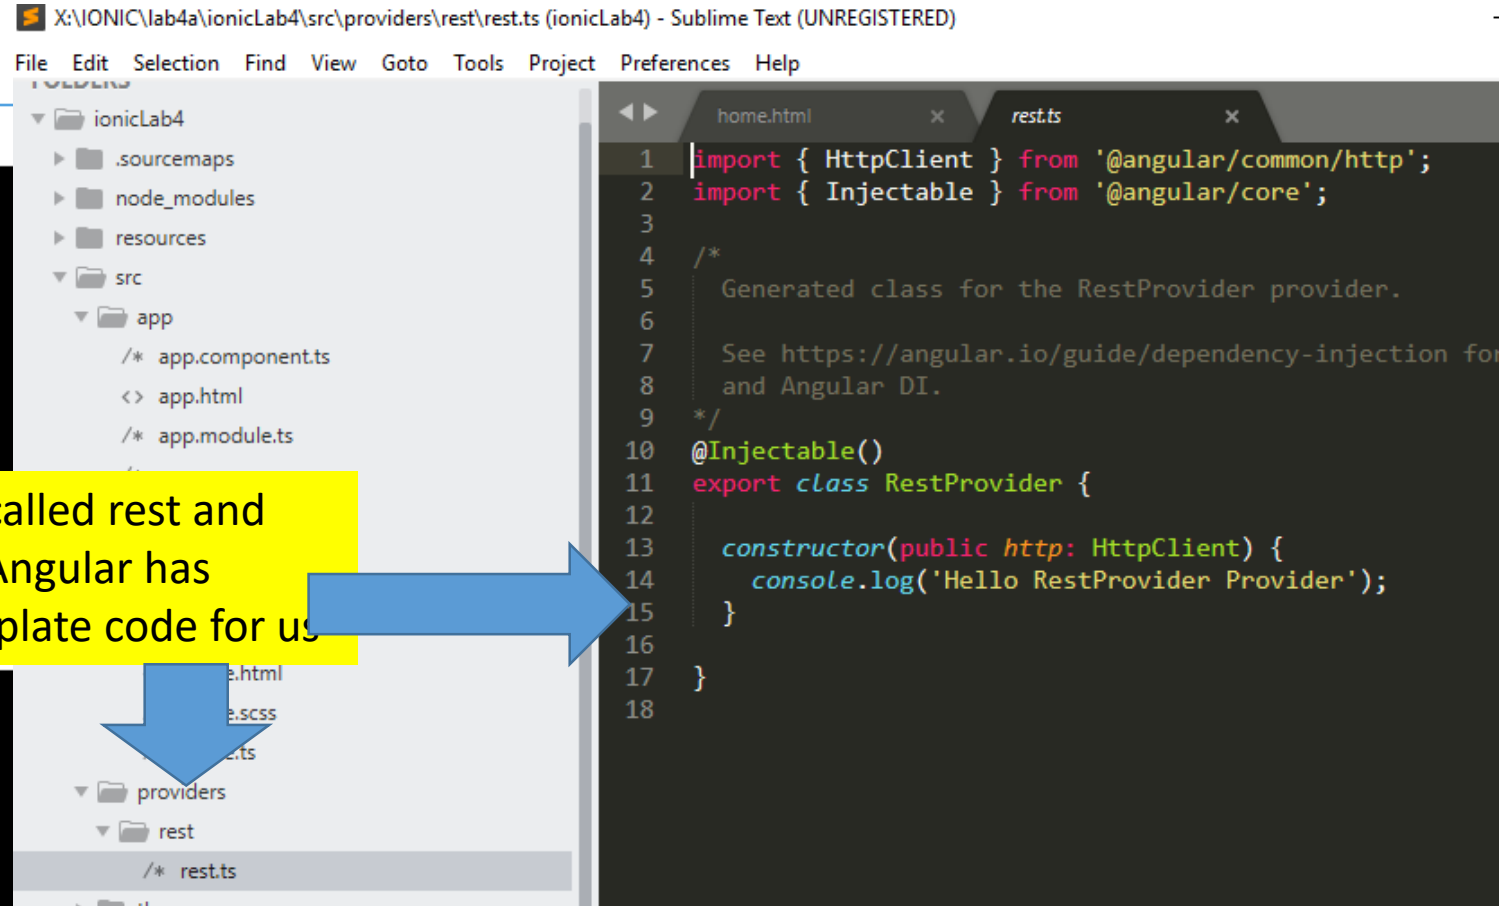 X:\IONIC\lab4a\ionicLab4\src\providers\rest\rest.ts (ionicLab4) - Sublime Text (UNREGISTERED)
File Edit Selection Find View Goto Tools Project Preferences Help
FOLDERS
ionicLab4
.sourcemaps
node_modules
resources
src
app
/* app.component.ts
<> app.html
/* app.module.ts
called rest and
Angular has
plate code for us
.html
.scss
.ts
providers
rest
/* rest.ts
home.html × rest.ts ×
1 import { HttpClient } from '@angular/common/http';
2 import { Injectable } from '@angular/core';
3
4 /*
5 Generated class for the RestProvider provider.
6
7 See https://angular.io/guide/dependency-injection for
8 and Angular DI.
9 */
10 @Injectable()
11 export class RestProvider {
12
13 constructor(public http: HttpClient) {
14 console.log('Hello RestProvider Provider');
15 }
16
17 }
18